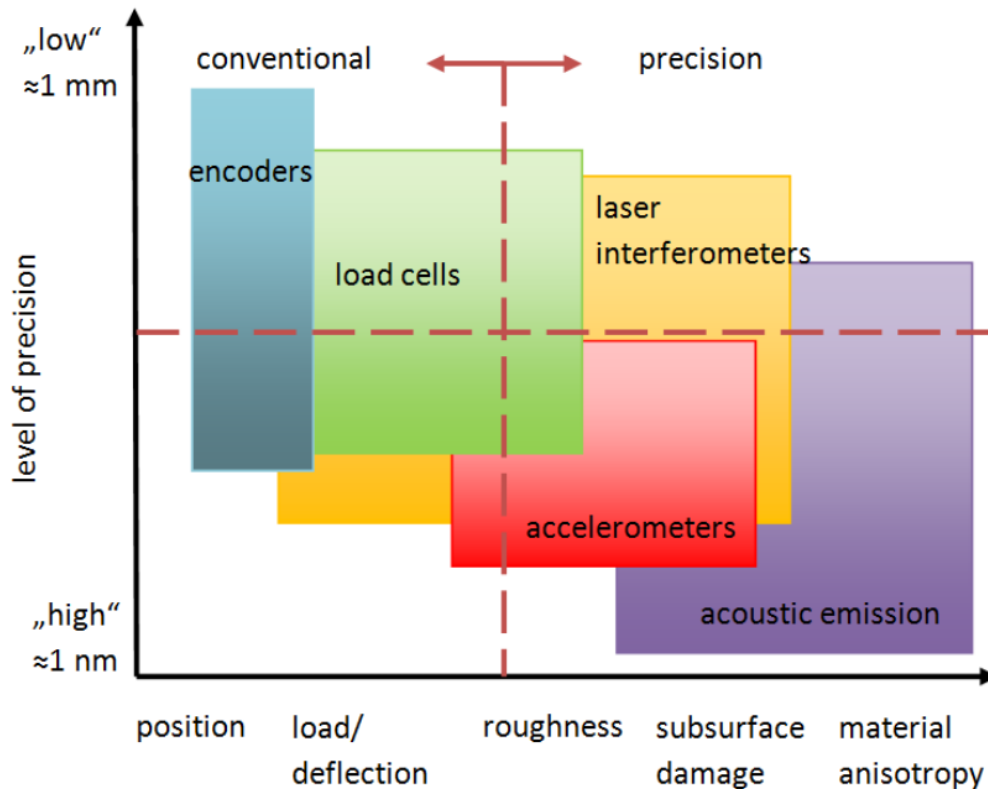 „low“
≈1 mm
conventional
precision
encoders
laser
interferometers
load cells
level of precision
accelerometers
acoustic emission
„high“
≈1 nm
position
load/
deflection
roughness
subsurface
damage
material
anisotropy